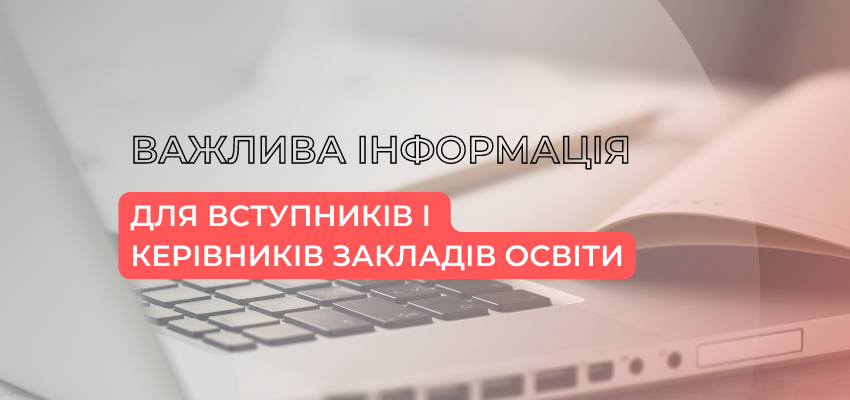 ВАЖЛИВА ІНФОРМАЦІЯ
ДЛЯ ВСТУПНИКІВ І
КЕРІВНИКІВ ЗАКЛАДІВ ОСВІТИ